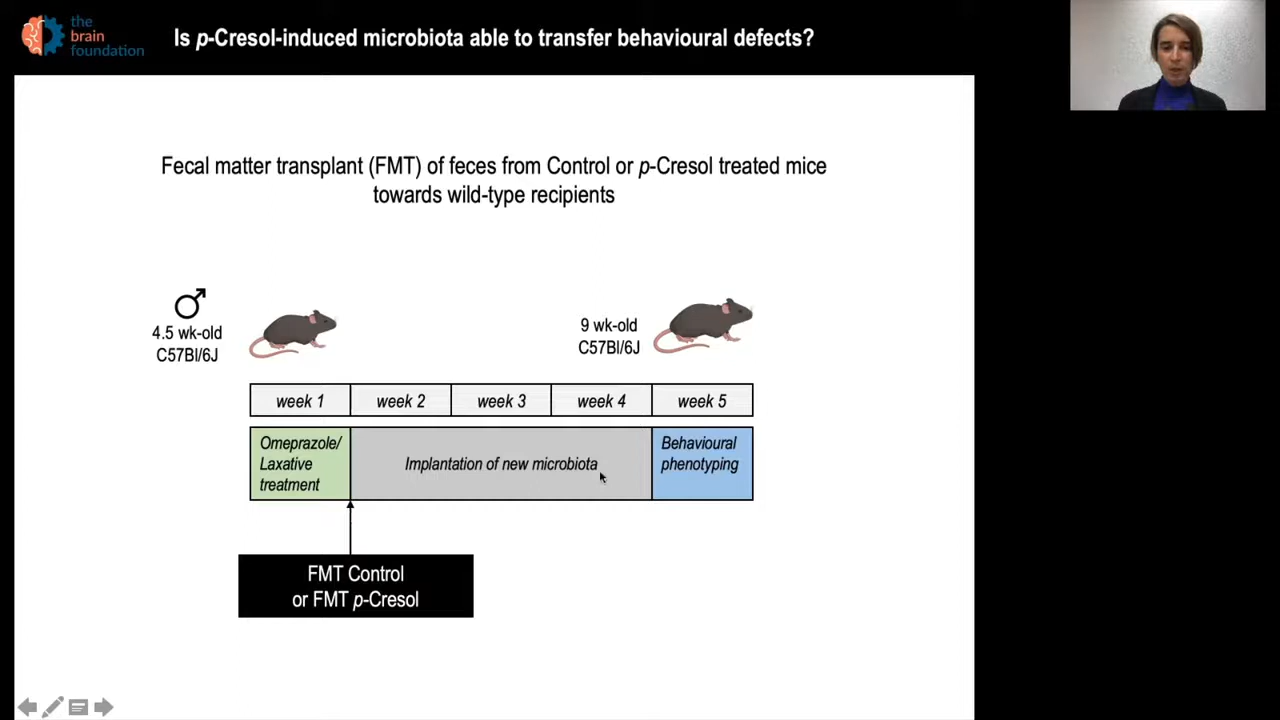 the
brain
foundation
Is p-Cresol-induced microbiota able to transfer behavioural defects?
Fecal matter transplant (FMT) of feces from Control or p-Cresol treated mice
towards wild-type recipients
4.5 wk-old
C57Bl/6J
9 wk-old
C57Bl/6J
week 1
week 2
week 3
week 4
week 5
Omeprazole/
Laxative
treatment
Implantation of new microbiota
Behavioural
phenotyping
FMT Control
or FMT p-Cresol